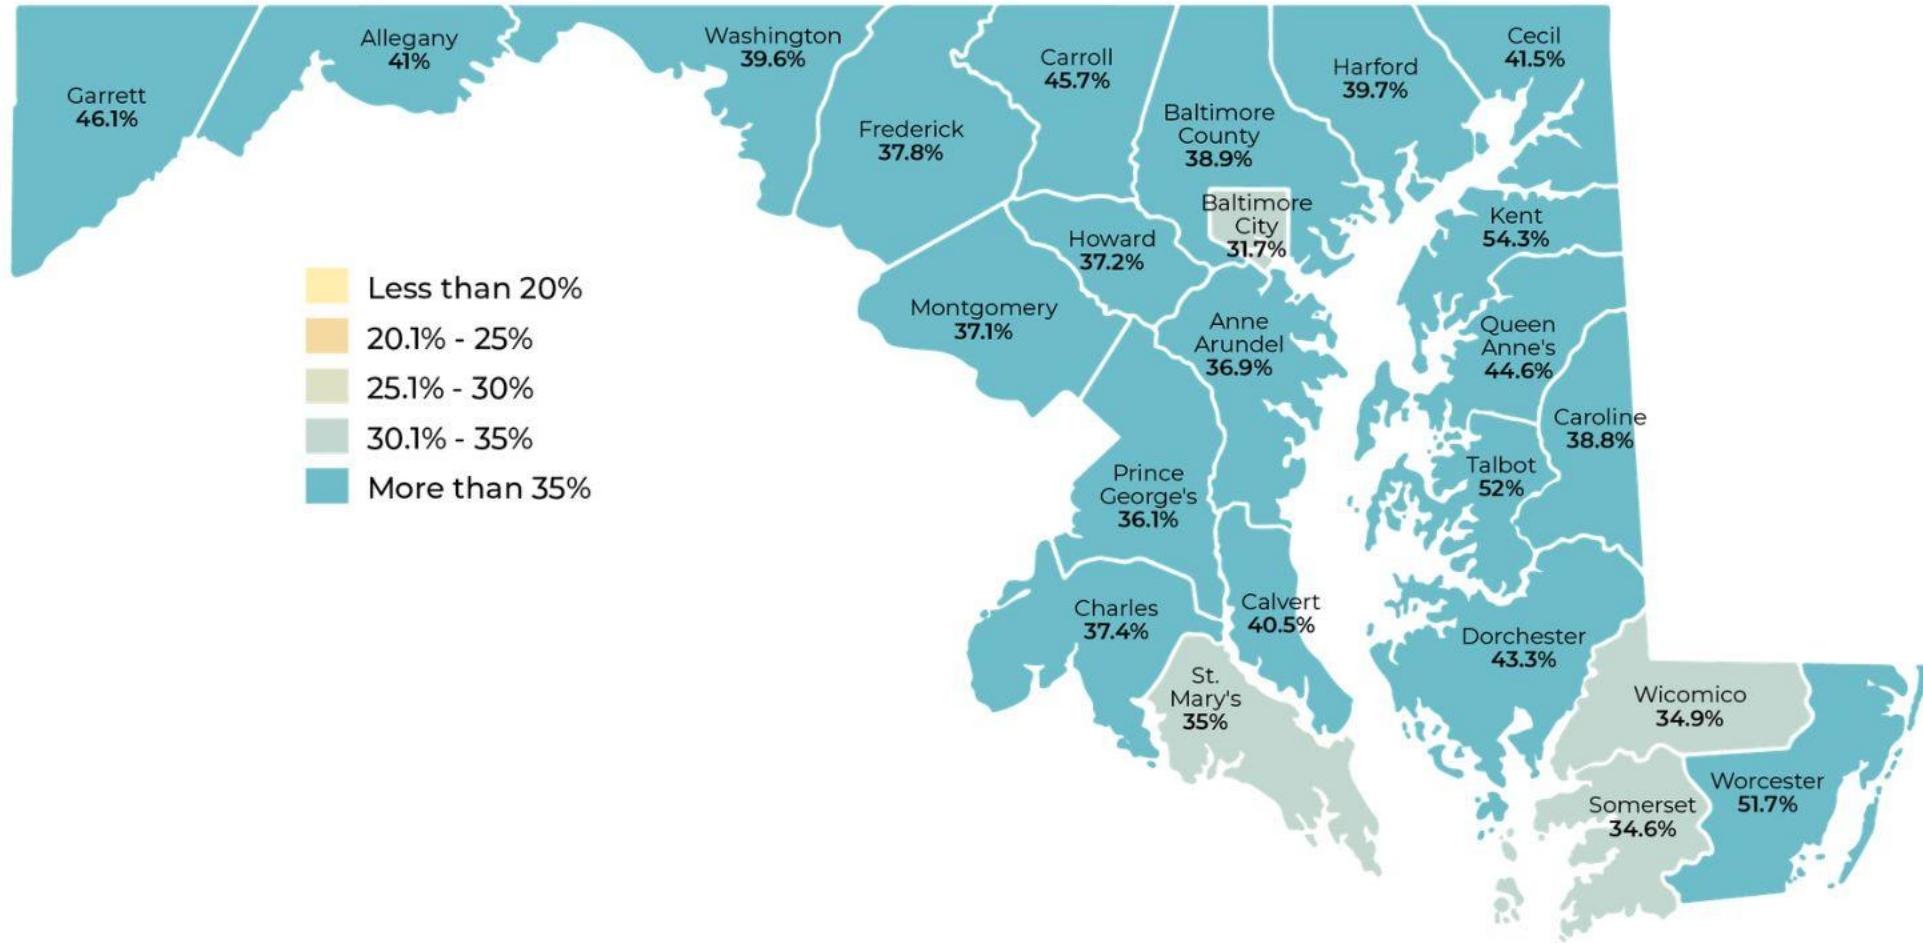 Garrett
46.1%
Allegany
41%
Washington
39.6%
Frederick
37.8%
Carroll
45.7%
Baltimore
County
38.9%
Baltimore
City
31.7%
Harford
39.7%
Cecil
41.5%
Kent
54.3%
Howard
37.2%
Montgomery
37.1%
Anne
Arundel
36.9%
Queen
Anne's
44.6%
Caroline
38.8%
Talbot
52%
Prince
George's
36.1%
Charles
37.4%
Calvert
40.5%
St.
Mary's
35%
Dorchester
43.3%
Wicomico
34.9%
Somerset
34.6%
Worcester
51.7%
Less than 20%
20.1% - 25%
25.1% - 30%
30.1% - 35%
More than 35%